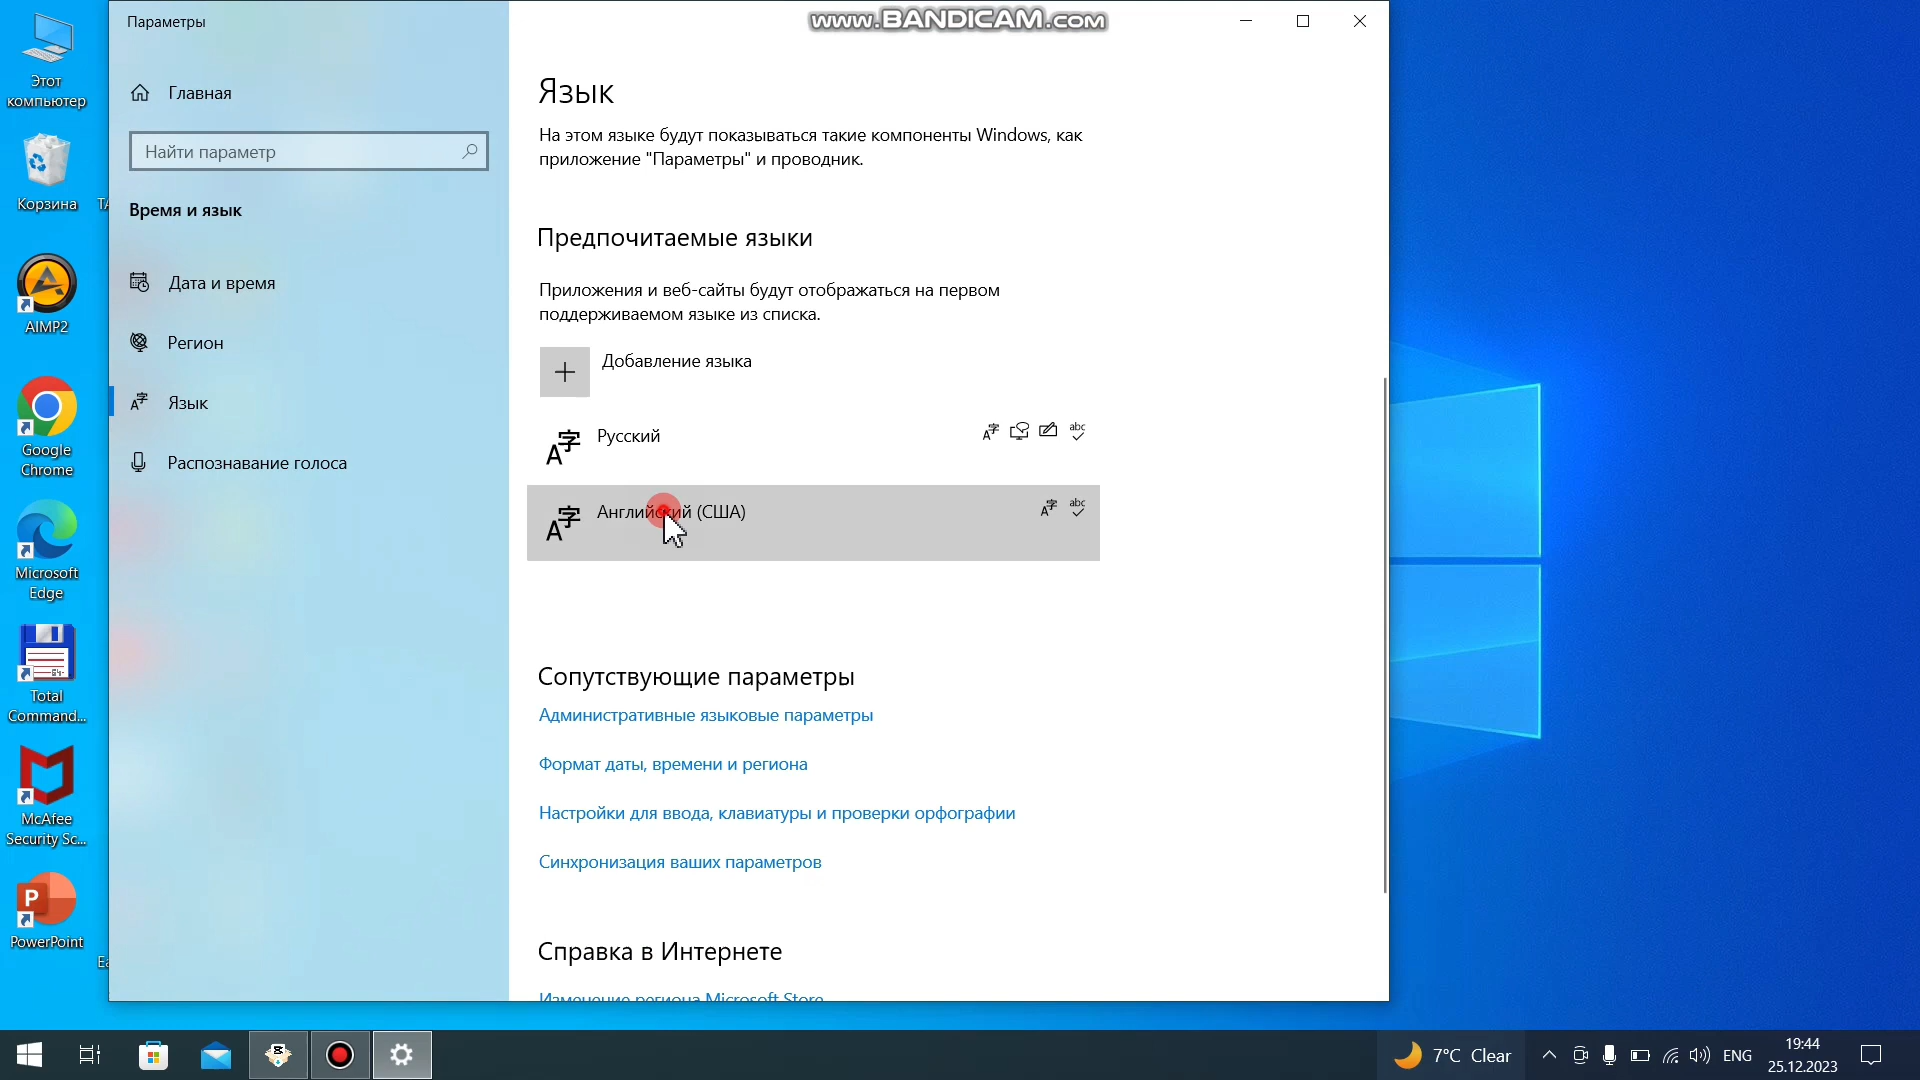 www.BANDICAM.com
Параметры
Главная
Найти параметр
Время и язык
Дата и время
Регион
Язык
Распознавание голоса
Язык
На этом языке будут показываться такие компоненты Windows, как
приложение "Параметры" и проводник.
Предпочитаемые языки
Приложения и веб-сайты будут отображаться на первом
поддерживаемом языке из списка.
Добавление языка
Русский
Английский (США)
Сопутствующие параметры
Административные языковые параметры
Формат даты, времени и региона
Настройки для ввода, клавиатуры и проверки орфографии
Синхронизация ваших параметров
Справка в Интернете
Изменение региона Microsoft Store
Этот
компьютер
Корзина
AIMP2
Google
Chrome
Microsoft
Edge
Total
Command...
McAfee
Security Sc...
PowerPoint
7°C Clear
ENG
19:44
25.12.2023